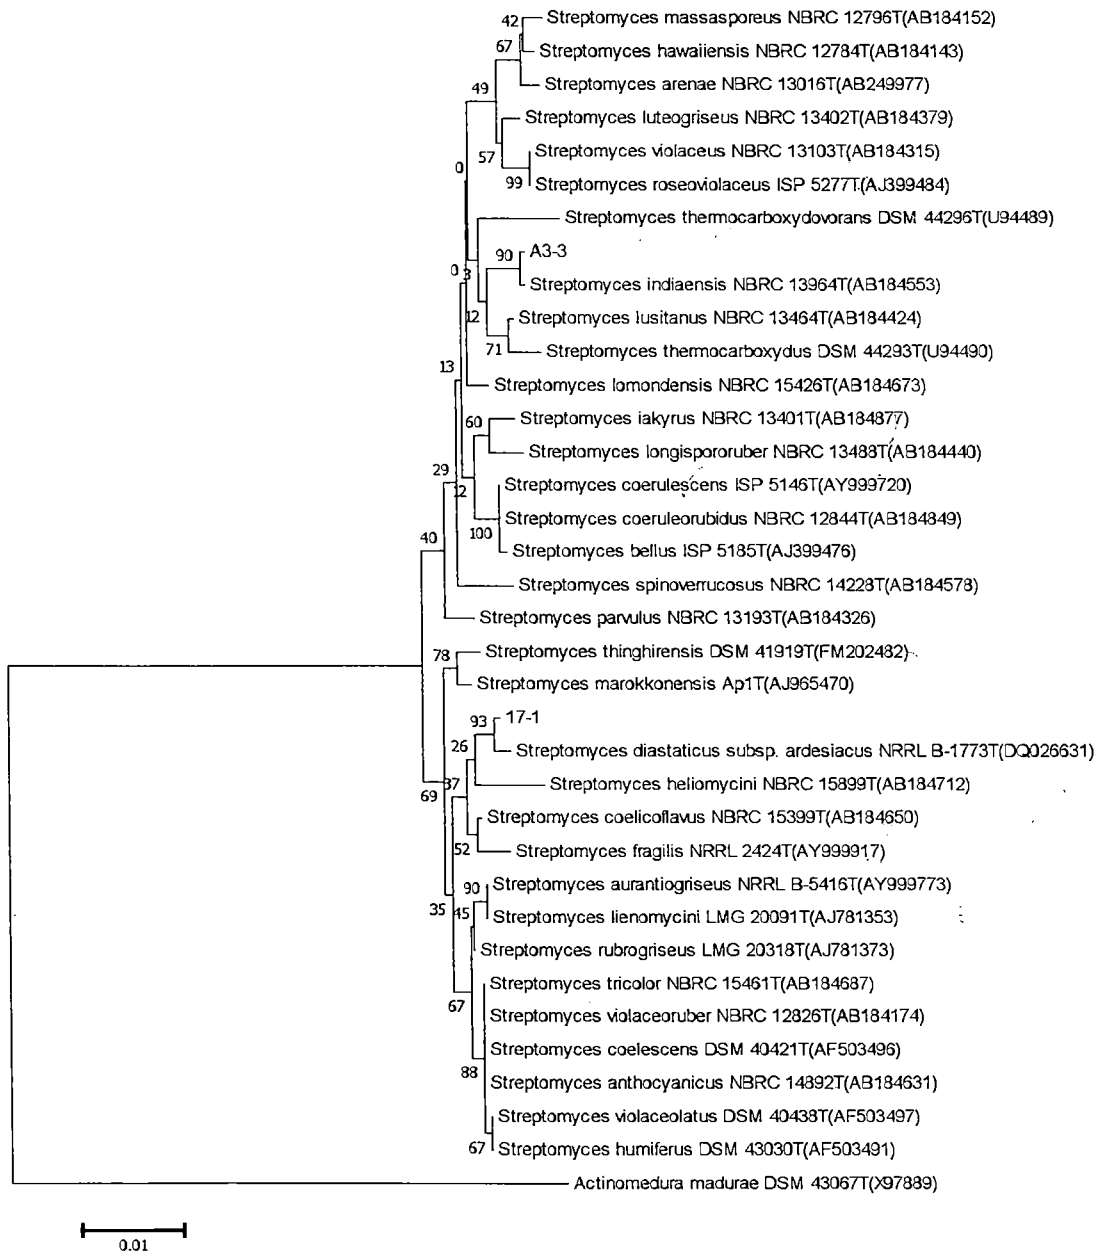 42
Streptomyces massasporeus NBRC 12796T(AB184152)
67
Streptomyces hawaiiensis NBRC 12784T(AB184143)
Streptomyces arenae NBRC 13016T(AB249977)
49
Streptomyces luteogriseus NBRC 13402T(AB184379)
57
Streptomyces violaceus NBRC 13103T(AB184315)
0
99
Streptomyces roseoviolaceus ISP 5277T(AJ399484)
Streptomyces thermocarboxydovorans DSM 44296T(U94489)
90
A3-3
0
3
Streptomyces indiaensis NBRC 13964T(AB184553)
12
Streptomyces lusitanus NBRC 13464T(AB184424)
71
Streptomyces thermocarboxydus DSM 44293T(U94490)
13
Streptomyces lomondensis NBRC 15426T(AB184673)
60
Streptomyces iakyrus NBRC 13401T(AB184877)
Streptomyces longispororuber NBRC 13488T(AB184440)
29
12
Streptomyces coerulescens ISP 5146T(AY999720)
Streptomyces coeruleorubidus NBRC 12844T(AB184849)
100
40
Streptomyces bellus ISP 5185T(AJ399476)
Streptomyces spinoverrucosus NBRC 14228T(AB184578)
Streptomyces parvulus NBRC 13193T(AB184326)
78
Streptomyces thinghirensis DSM 41919T(FM202482)
Streptomyces marokkonensis Ap1T(AJ965470)
93
17-1
26
Streptomyces diastaticus subsp. ardesiacus NRRL B-1773T(DQ026631)
37
69
Streptomyces heliomycini NBRC 15899T(AB184712)
Streptomyces coelicoflavus NBRC 15399T(AB184650)
52
Streptomyces fragilis NRRL 2424T(AY999917)
90
Streptomyces aurantiogriseus NRRL B-5416T(AY999773)
35
45
Streptomyces lienomycini LMG 20091T(AJ781353)
Streptomyces rubrogriseus LMG 20318T(AJ781373)
Streptomyces tricolor NBRC 15461T(AB184687)
67
Streptomyces violaceoruber NBRC 12826T(AB184174)
Streptomyces coelescens DSM 40421T(AF503496)
88
Streptomyces anthocyanicus NBRC 14892T(AB184631)
Streptomyces violaceolatus DSM 40438T(AF503497)
67
Streptomyces humiferus DSM 43030T(AF503491)
Actinomedura madurae DSM 43067T(X97889)
0.01